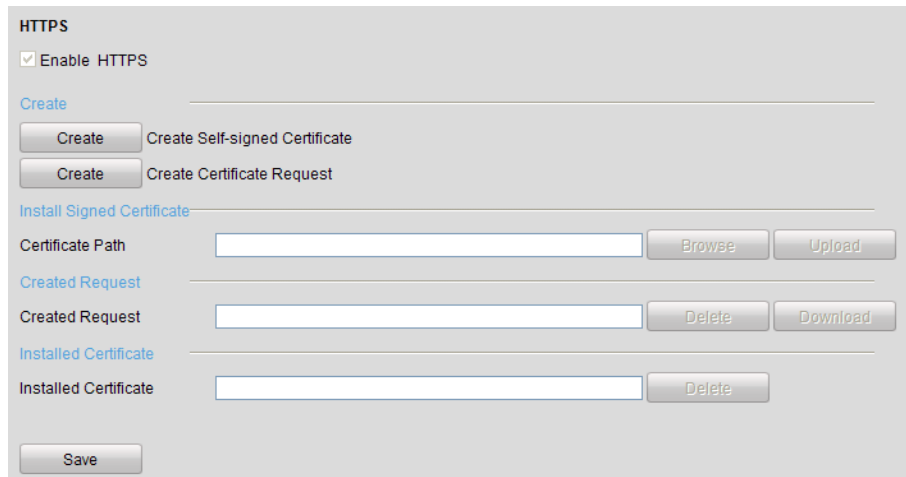 HTTPS
Enable HTTPS
Create
Create Create Self-signed Certificate
Create Create Certificate Request
Install Signed Certificate
Certificate Path Browse Upload
Created Request
Created Request Delete Download
Installed Certificate
Installed Certificate Delete
Save